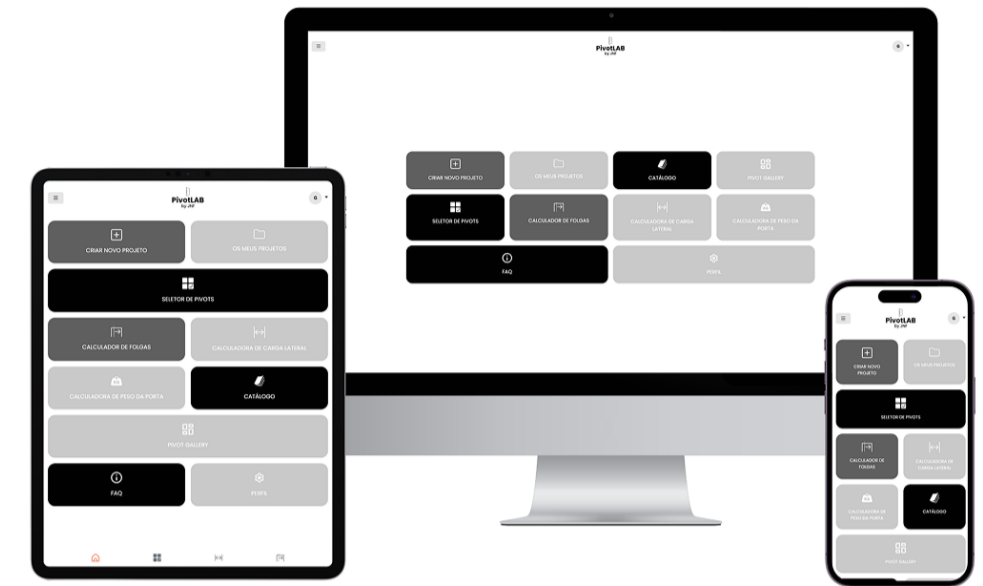 PivotLAB
by JNF
CRIAR NOVO PROJETO
OS MEUS PROJETOS
CATÁLOGO
PIVOT GALLERY
SELETOR DE PIVOTS
CALCULADOR DE FOLGAS
CALCULADORA DE CARGA
LATERAL
CALCULADORA DE PESO DA
PORTA
FAQ
PERFIL
PivotLAB
by JNF
CRIAR NOVO PROJETO
OS MEUS PROJETOS
SELETOR DE PIVOTS
CALCULADOR DE FOLGAS
CALCULADORA DE CARGA LATERAL
CALCULADORA DE PESO DA PORTA
CATÁLOGO
PIVOT GALLERY
FAQ
PERFIL
PivotLAB
by JNF
CRIAR NOVO
PROJETO
OS MEUS PROJETOS
SELETOR DE PIVOTS
CALCULADOR DE
FOLGAS
CALCULADORA DE
CARGA LATERAL
CALCULADORA DE
PESO DA PORTA
CATÁLOGO
PIVOT GALLERY